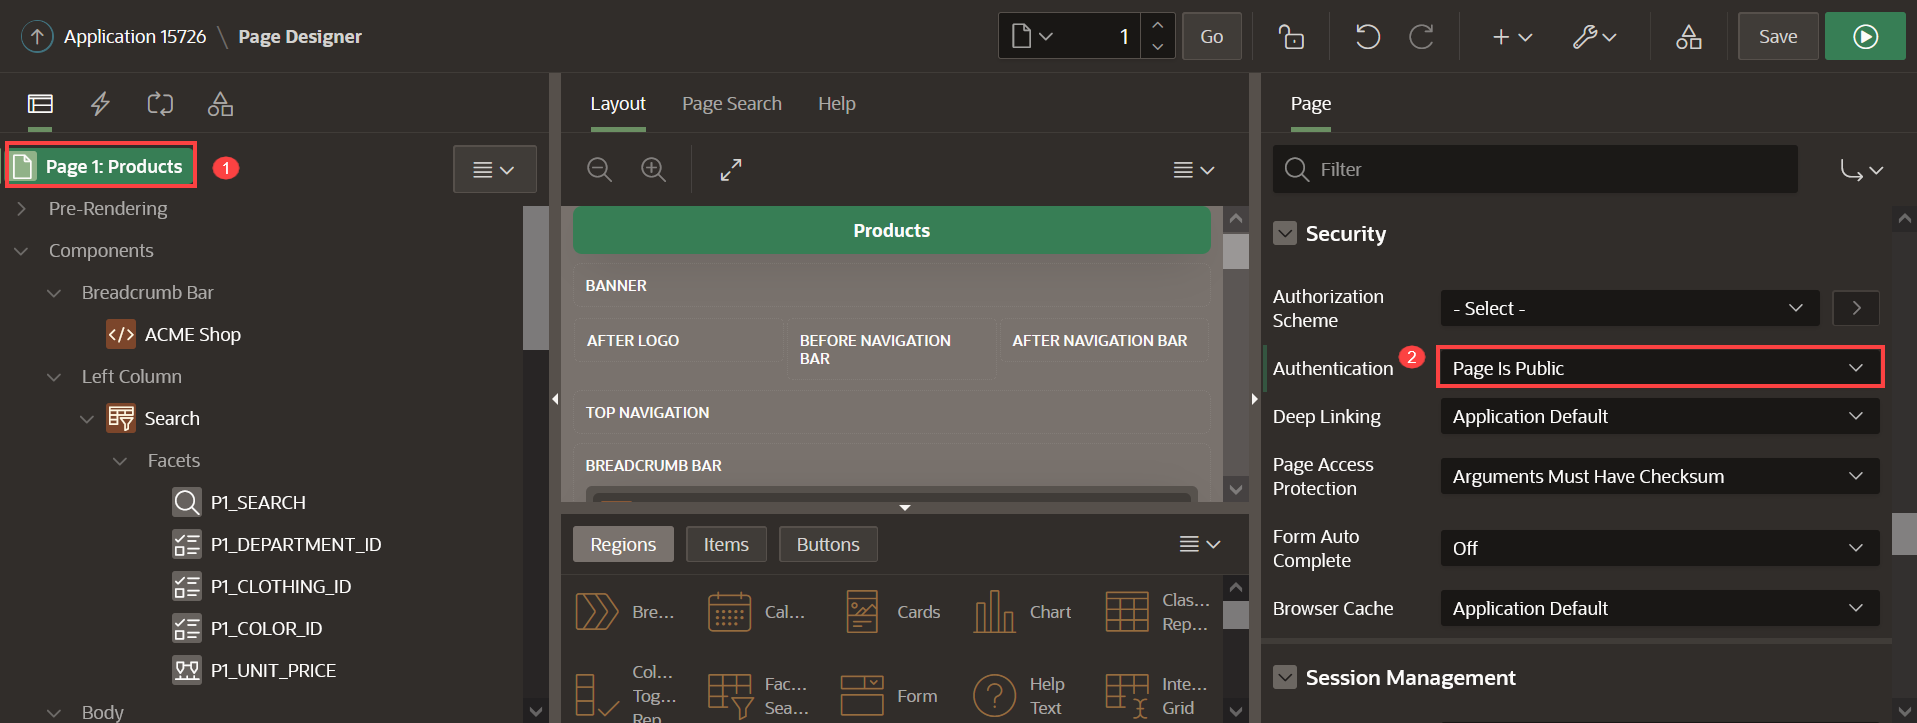 Application 15726 \ Page Designer
1
Go
Save
Page 1: Products
1
Pre-Rendering
Components
Breadcrumb Bar
ACME Shop
Left Column
Search
Facets
P1_SEARCH
P1_DEPARTMENT_ID
P1_CLOTHING_ID
P1_COLOR_ID
P1_UNIT_PRICE
Body
Layout Page Search Help
Products
BANNER
AFTER LOGO
BEFORE NAVIGATION
BAR
AFTER NAVIGATION BAR
TOP NAVIGATION
BREADCRUMB BAR
Regions Items Buttons
Bre...
Cal...
Cards
Chart
Clas...
Rep...
Col...
Tog...
Rep
Fac...
Sea...
Form
Help
Text
Inte...
Grid
Page
Filter
Security
Authorization
Scheme
- Select -
Authentication
2
Page Is Public
Deep Linking
Application Default
Page Access
Protection
Arguments Must Have Checksum
Form Auto
Complete
Off
Browser Cache
Application Default
Session Management